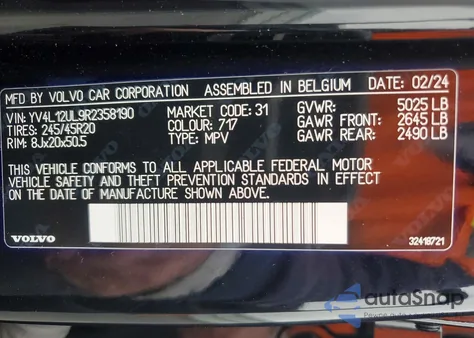 MFD BY VOLVO CAR CORPORATION ASSEMBLED IN BELGIUM DATE: 02/24
VIN: YV4L12UL9R2358190 MARKET CODE: 31 GVWR: 5025 LB
TIRE: 245/45R20 COLOUR: 717 GAWR FRONT: 2645 LB
RIM: 8Jx20x50.5 TYPE: MPV GAWR REAR: 2490 LB
THIS VEHICLE CONFORMS TO ALL APPLICABLE FEDERAL MOTOR
VEHICLE SAFETY AND THEFT PREVENTION STANDARDS IN EFFECT
ON THE DATE OF MANUFACTURE SHOWN ABOVE.
VOLVO 32418721
autoSnap